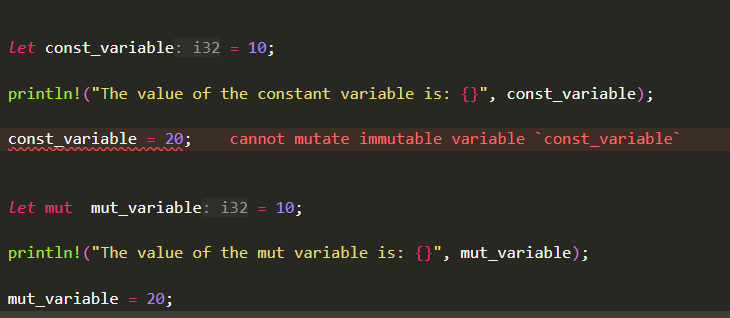 let const_variable: i32 = 10;
println!("The value of the constant variable is: {}", const_variable);
const_variable = 20;    cannot mutate immutable variable `const_variable`
let mut  mut_variable: i32 = 10;
println!("The value of the mut variable is: {}", mut_variable);
mut_variable = 20;